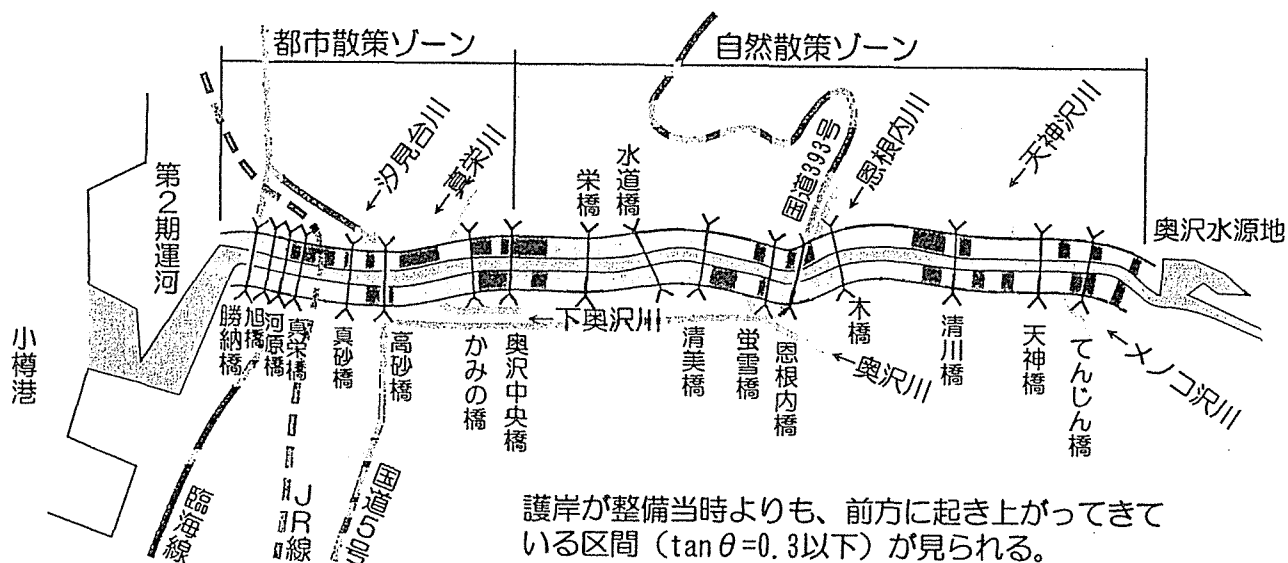 都市散策ゾーン
自然散策ゾーン
第2期運河
小樽港
←汐見台川
←真栄川
栄橋
水道橋
国道393号
←恩根内川
←天神沢川
奥沢水源地
勝納橋
旭橋
河原橋
真栄橋
真砂橋
高砂橋
かみの橋
奥沢中央橋
←下奥沢川
清美橋
蛍雪橋
恩根内橋
木橋
←奥沢川
清川橋
天神橋
てんじん橋
←メノコ沢川
臨海線
JR線
国道5号
護岸が整備当時よりも、前方に起き上がってきて
いる区間（tanθ=0.3以下）が見られる。